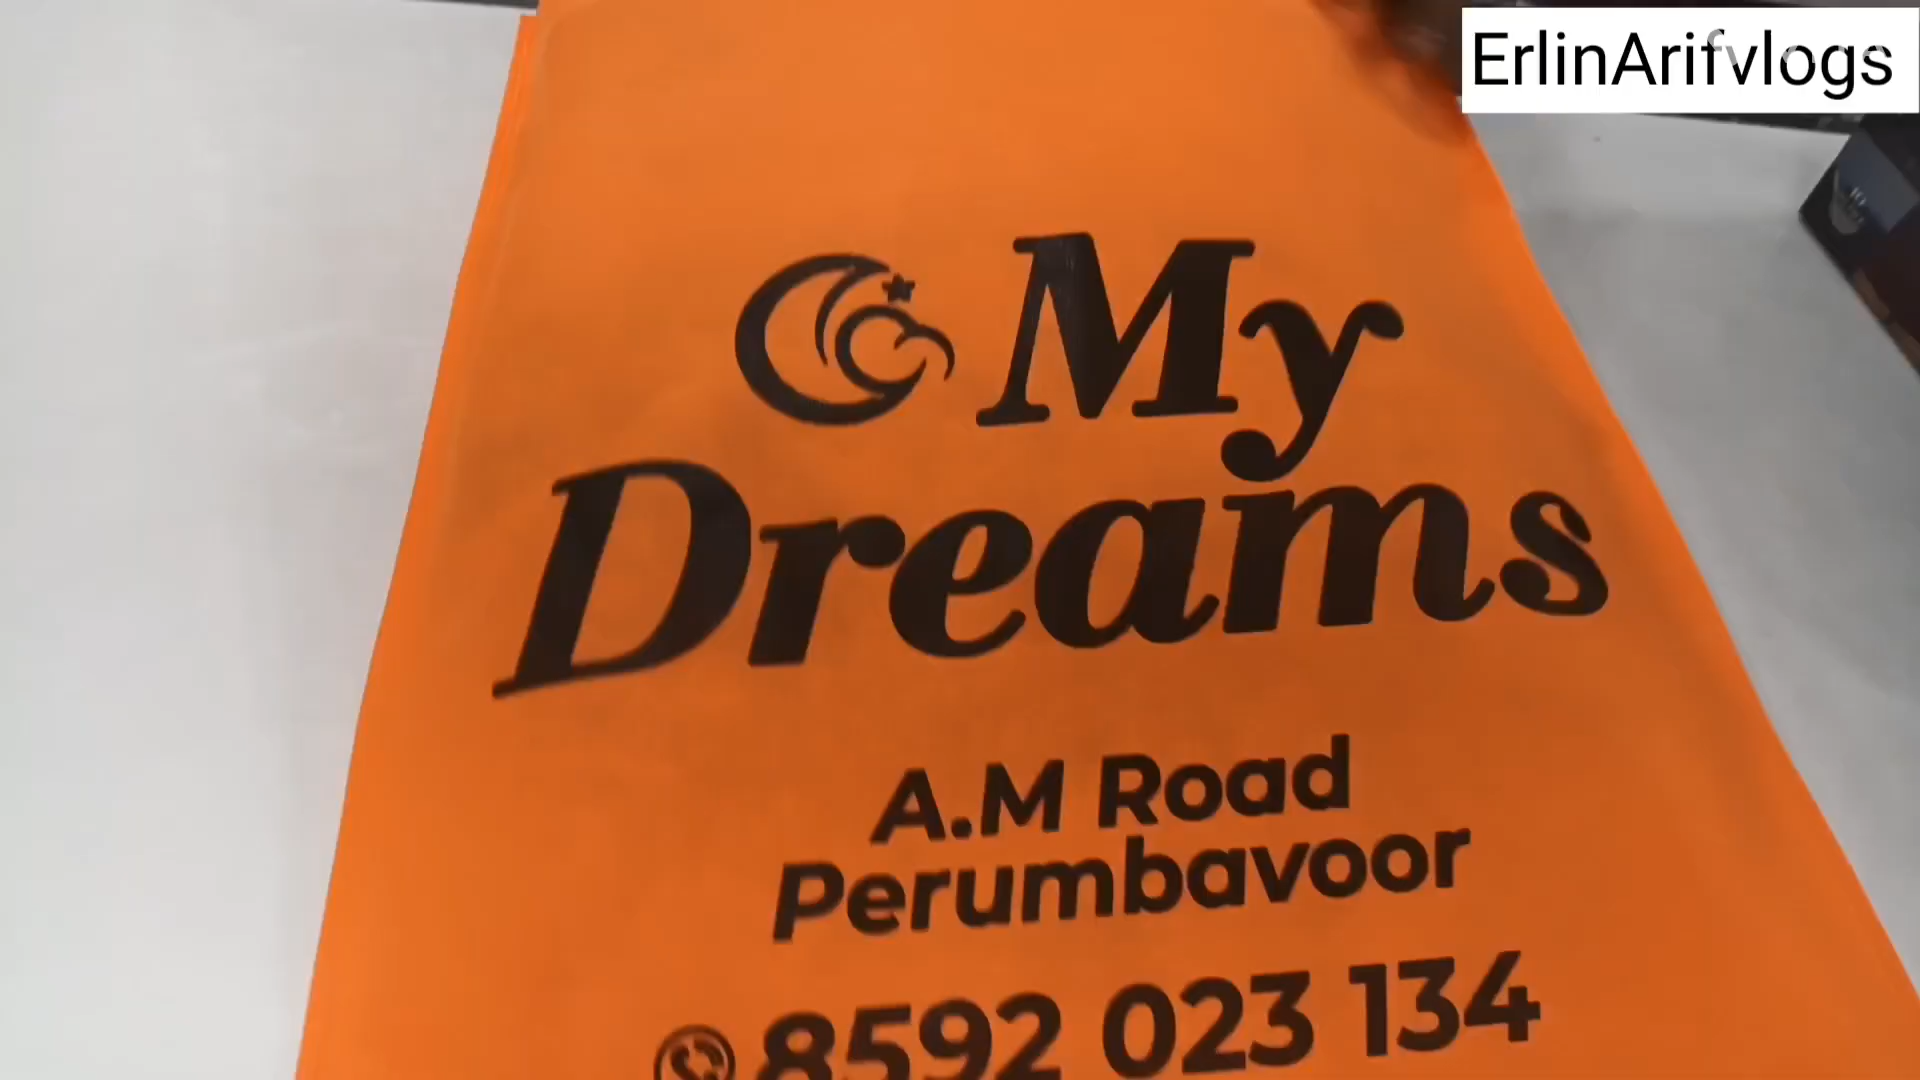 ErlinArifvlogs
My
Dreams
A.M Road
Perumbavoor
8592 023 134